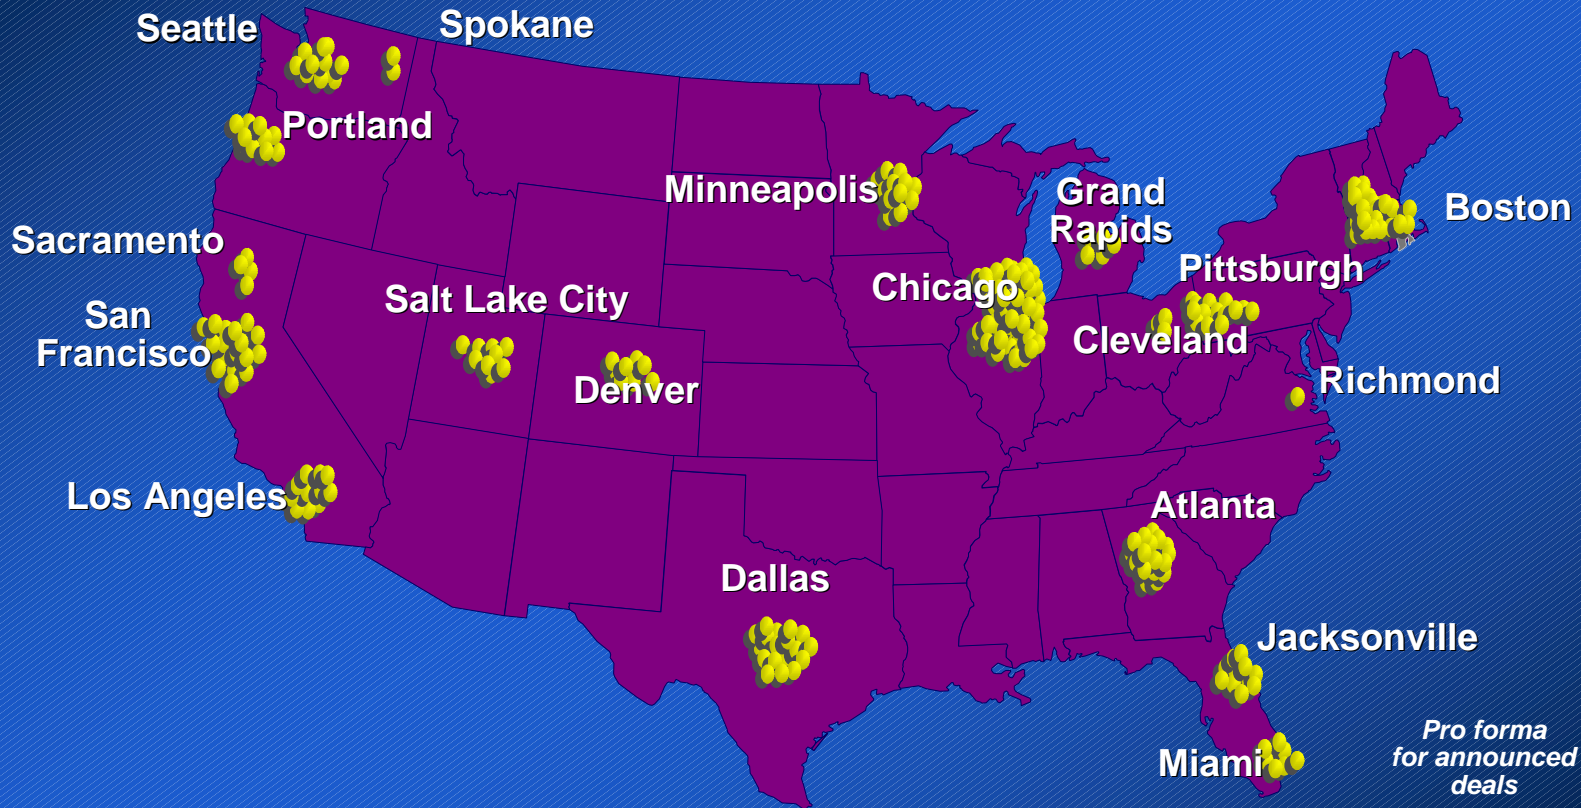 Seattle
Spokane
Portland
Minneapolis
Grand
Rapids
Boston
Sacramento
Pittsburgh
Chicago
Salt Lake City
San
Francisco
Cleveland
Denver
Richmond
Los Angeles
Atlanta
Dallas
Jacksonville
Miami
Pro forma
for announced
deals